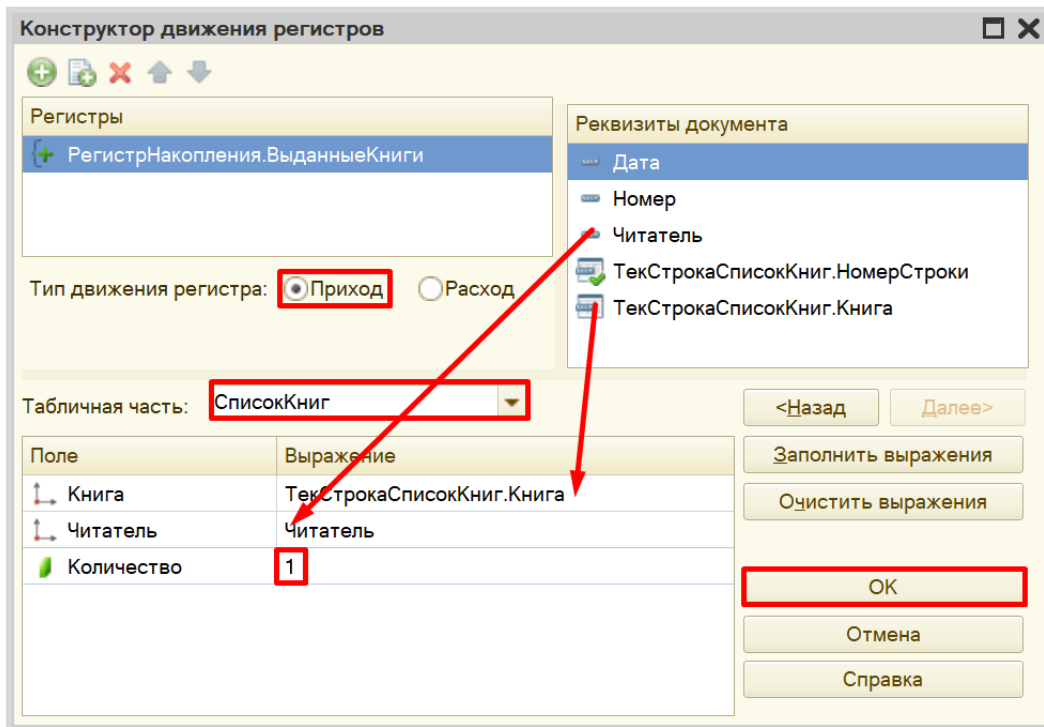 Конструктор движения регистров
Регистры
РегистрНакопления.ВыданныеКниги
Тип движения регистра: Приход Расход
Реквизиты документа
Дата
Номер
Читатель
ТекСтрокаСписокКниг.НомерСтроки
ТекСтрокаСписокКниг.Книга
Табличная часть: СписокКниг
<Назад Далее>
Заполнить выражения
Очистить выражения
Поле Выражение
Книга ТекСтрокаСписокКниг.Книга
Читатель Читатель
Количество 1
OK
Отмена
Справка